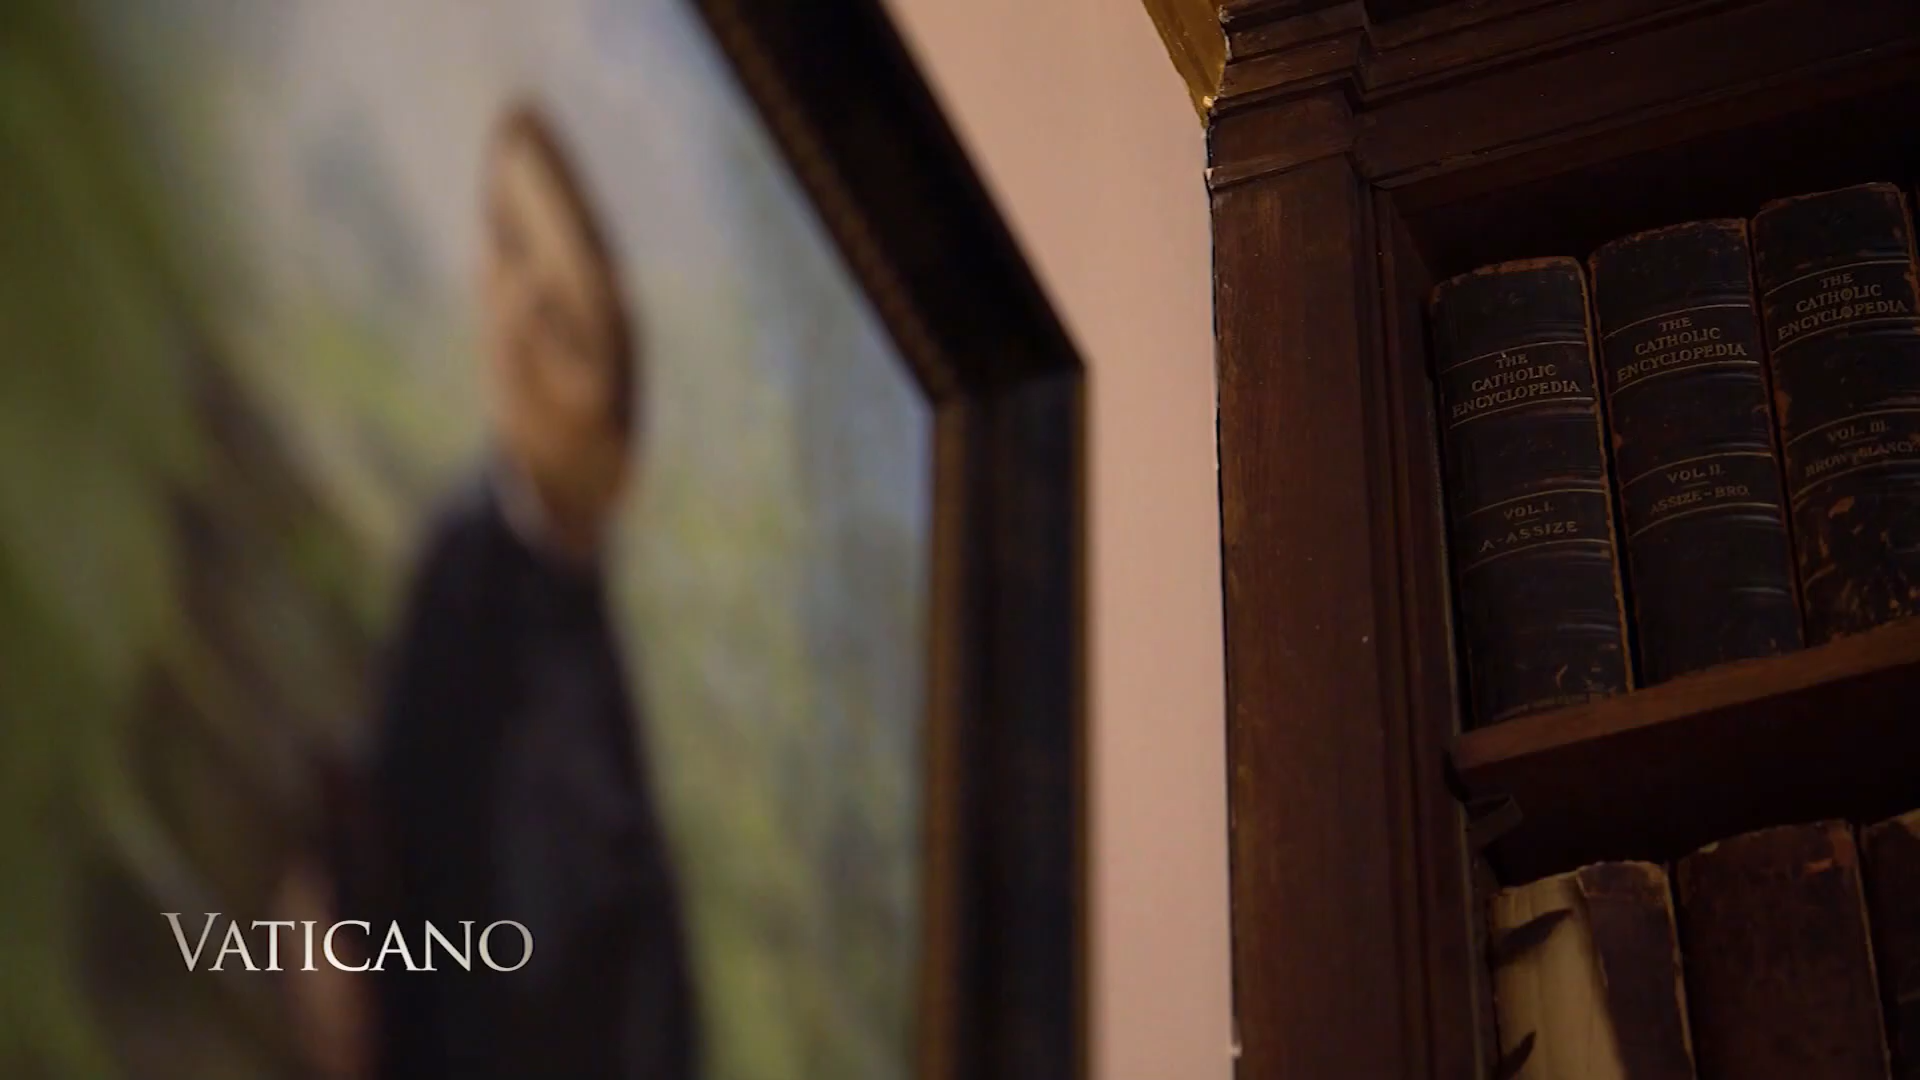 THE
CATHOLIC
ENCYCLOPEDIA
VOL. I.
A-ASSIZE
THE
CATHOLIC
ENCYCLOPEDIA
VOL. II.
ASSIZE-BRO.
THE
CATHOLIC
ENCYCLOPEDIA
VOL. III.
VATICANO